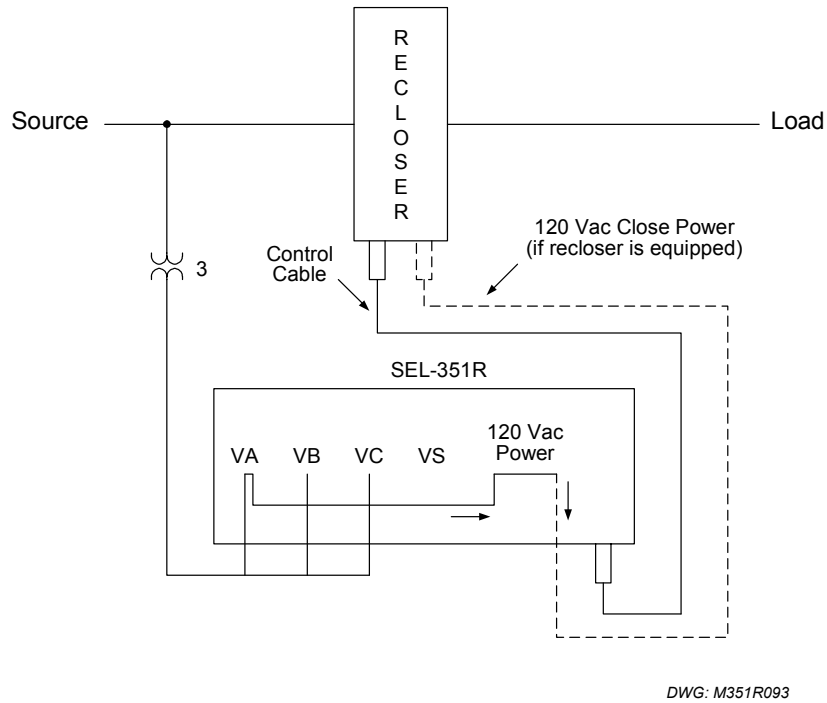 RECLOSER
Source
Load
120 Vac Close Power
(if recloser is equipped)
Control
Cable
3
SEL-351R
120 Vac
Power
VA VB VC VS
DWG: M351R093